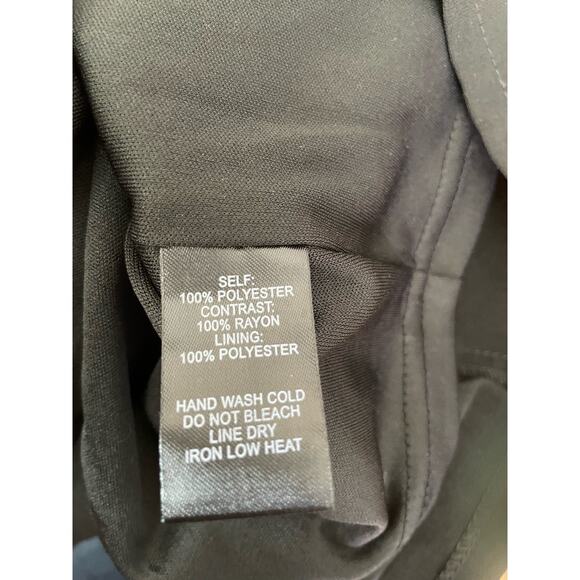 SELF:
100% POLYESTER
CONTRAST:
100% RAYON
LINING:
100% POLYESTER
HAND WASH COLD
DO NOT BLEACH
LINE DRY
IRON LOW HEAT